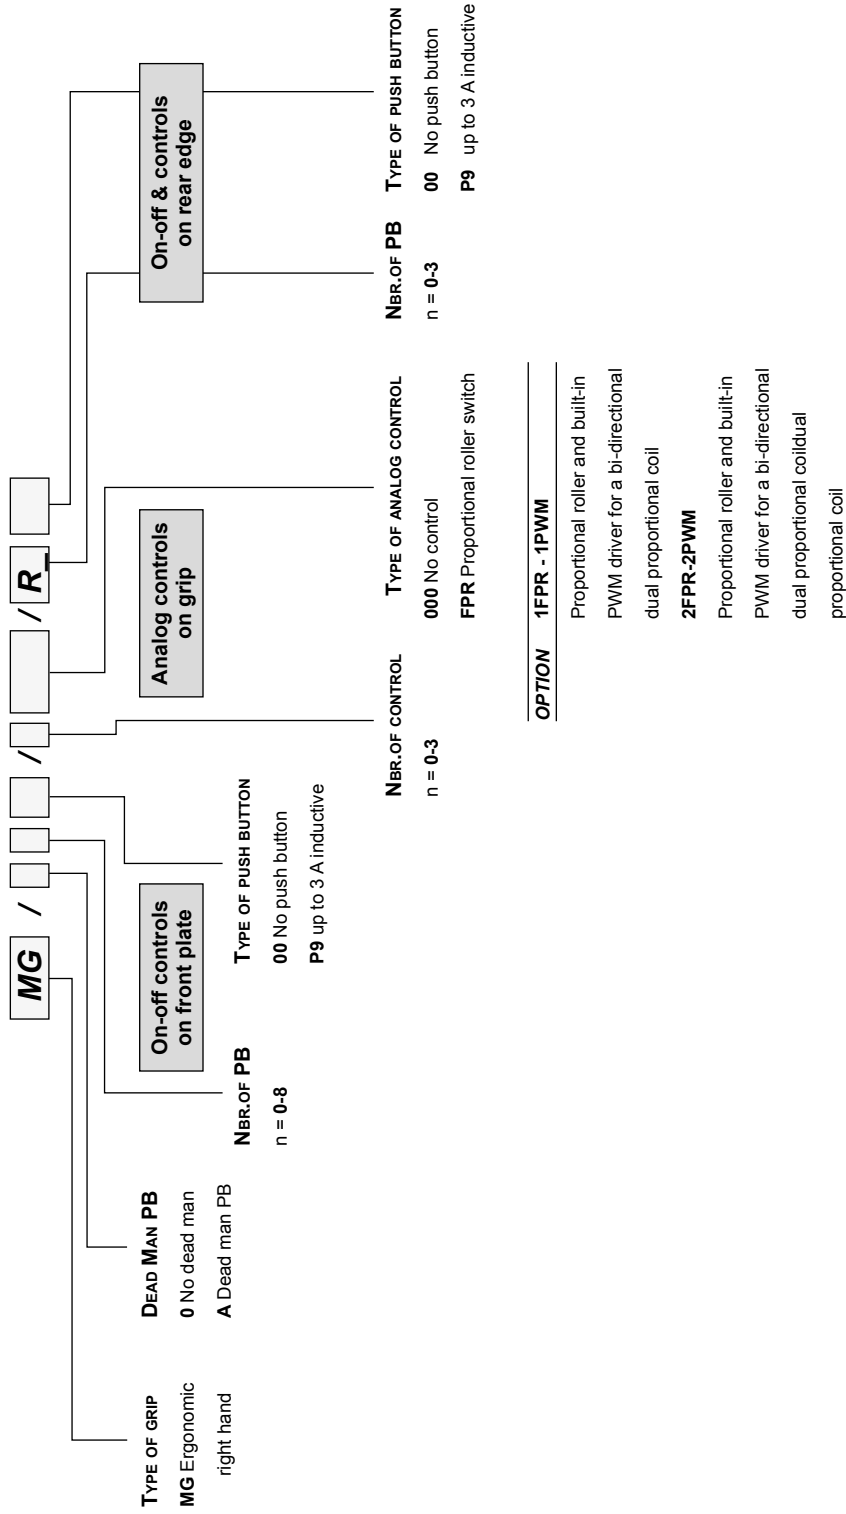 MG / / / R_
On-off controls
on front plate
Analog controls
on grip
On-off & controls
on rear edge
TYPE OF GRIP
MG Ergonomic
right hand
DEAD MAN PB
0 No dead man
A Dead man PB
NBR.OF PB
n = 0-8
TYPE OF PUSH BUTTON
00 No push button
P9 up to 3 A inductive
NBR.OF CONTROL
n = 0-3
TYPE OF ANALOG CONTROL
000 No control
FPR Proportional roller switch
NBR.OF PB
n = 0-3
TYPE OF PUSH BUTTON
00 No push button
P9 up to 3 A inductive
OPTION 1FPR - 1PWM
Proportional roller and built-in
PWM driver for a bi-directional
dual proportional coil
2FPR-2PWM
Proportional roller and built-in
PWM driver for a bi-directional
dual proportional coildual
proportional coil